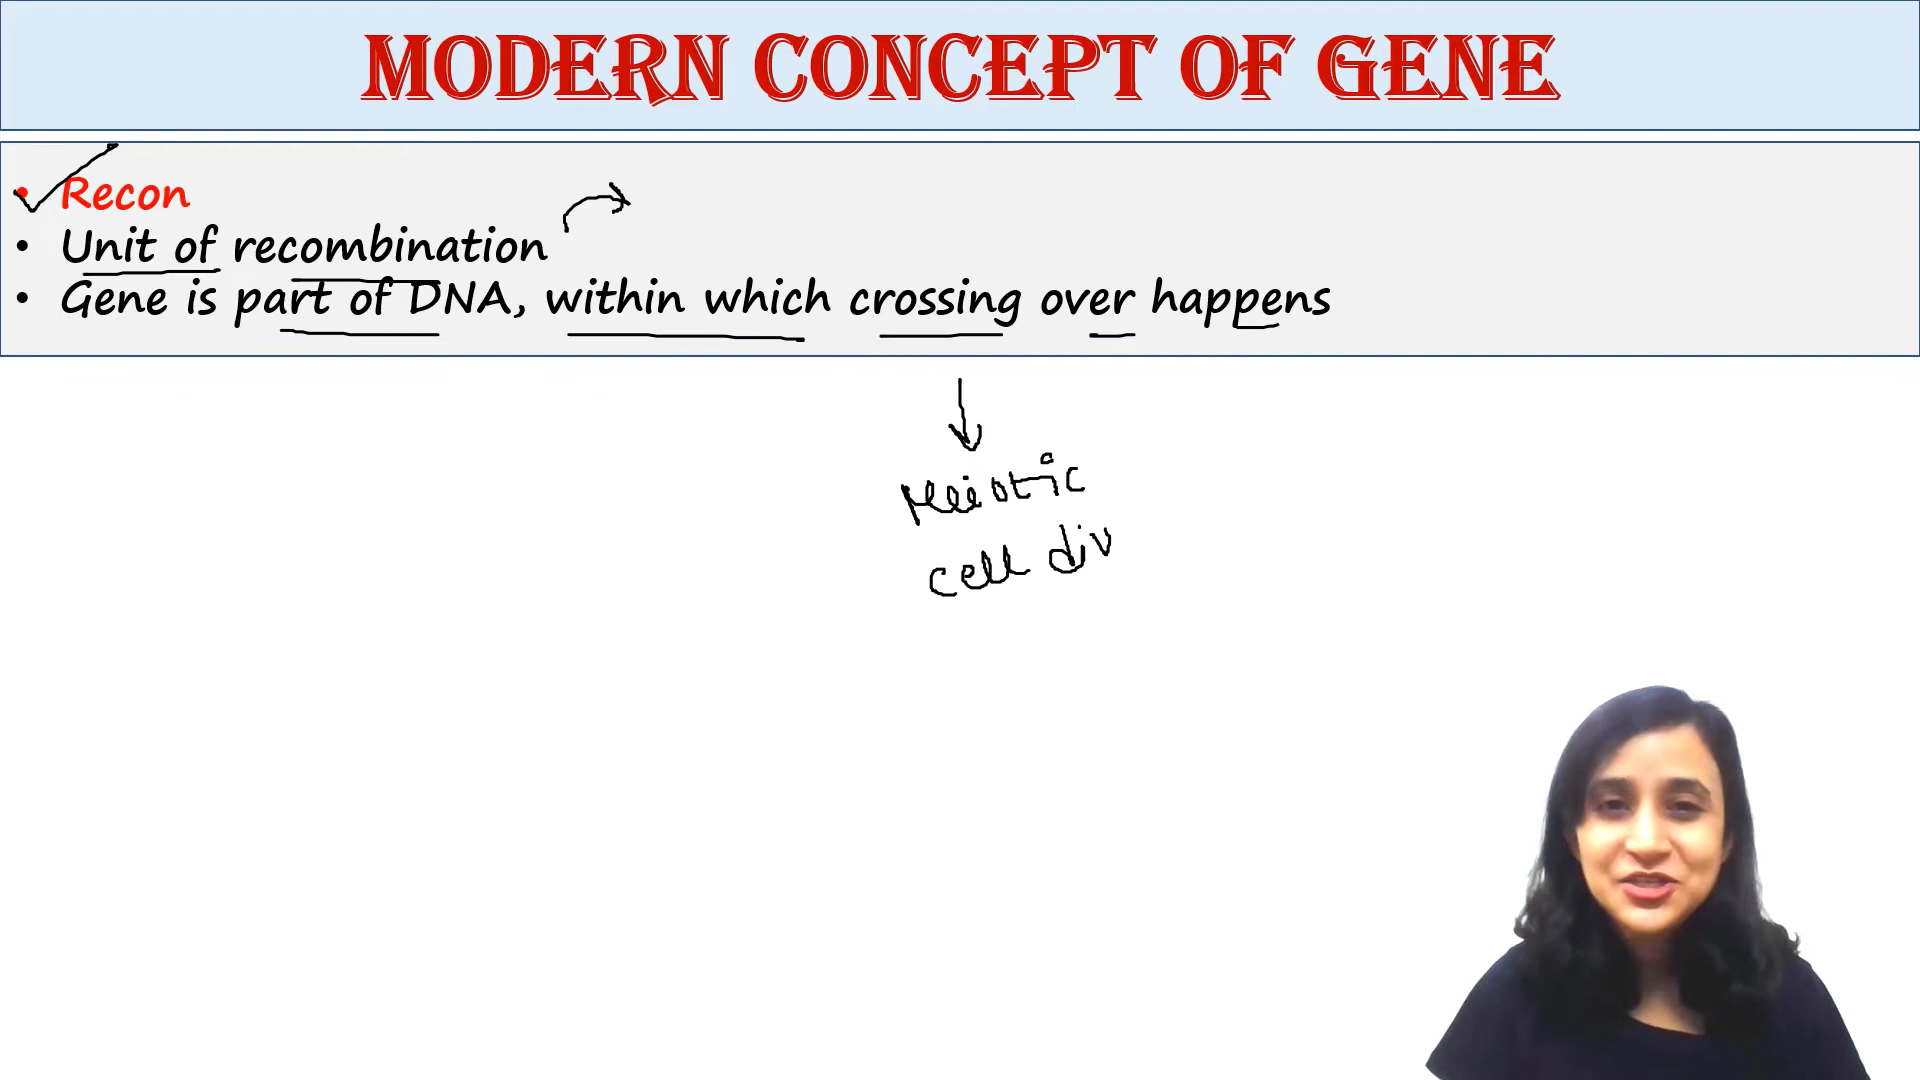 MODERN CONCEPT OF GENE
Recon
Unit of recombination
Gene is part of DNA, within which crossing over happens
Meiotic
cell div